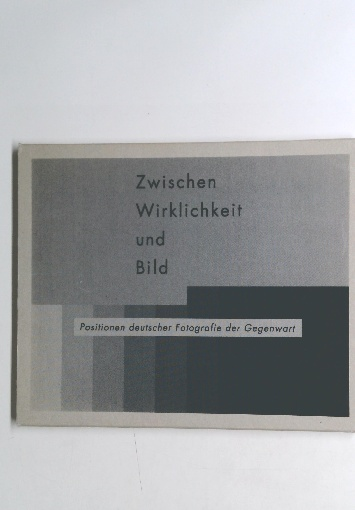 Zwischen
Wirklichkeit
und
Bild
Positionen deutscher Fotografie der Gegenwart